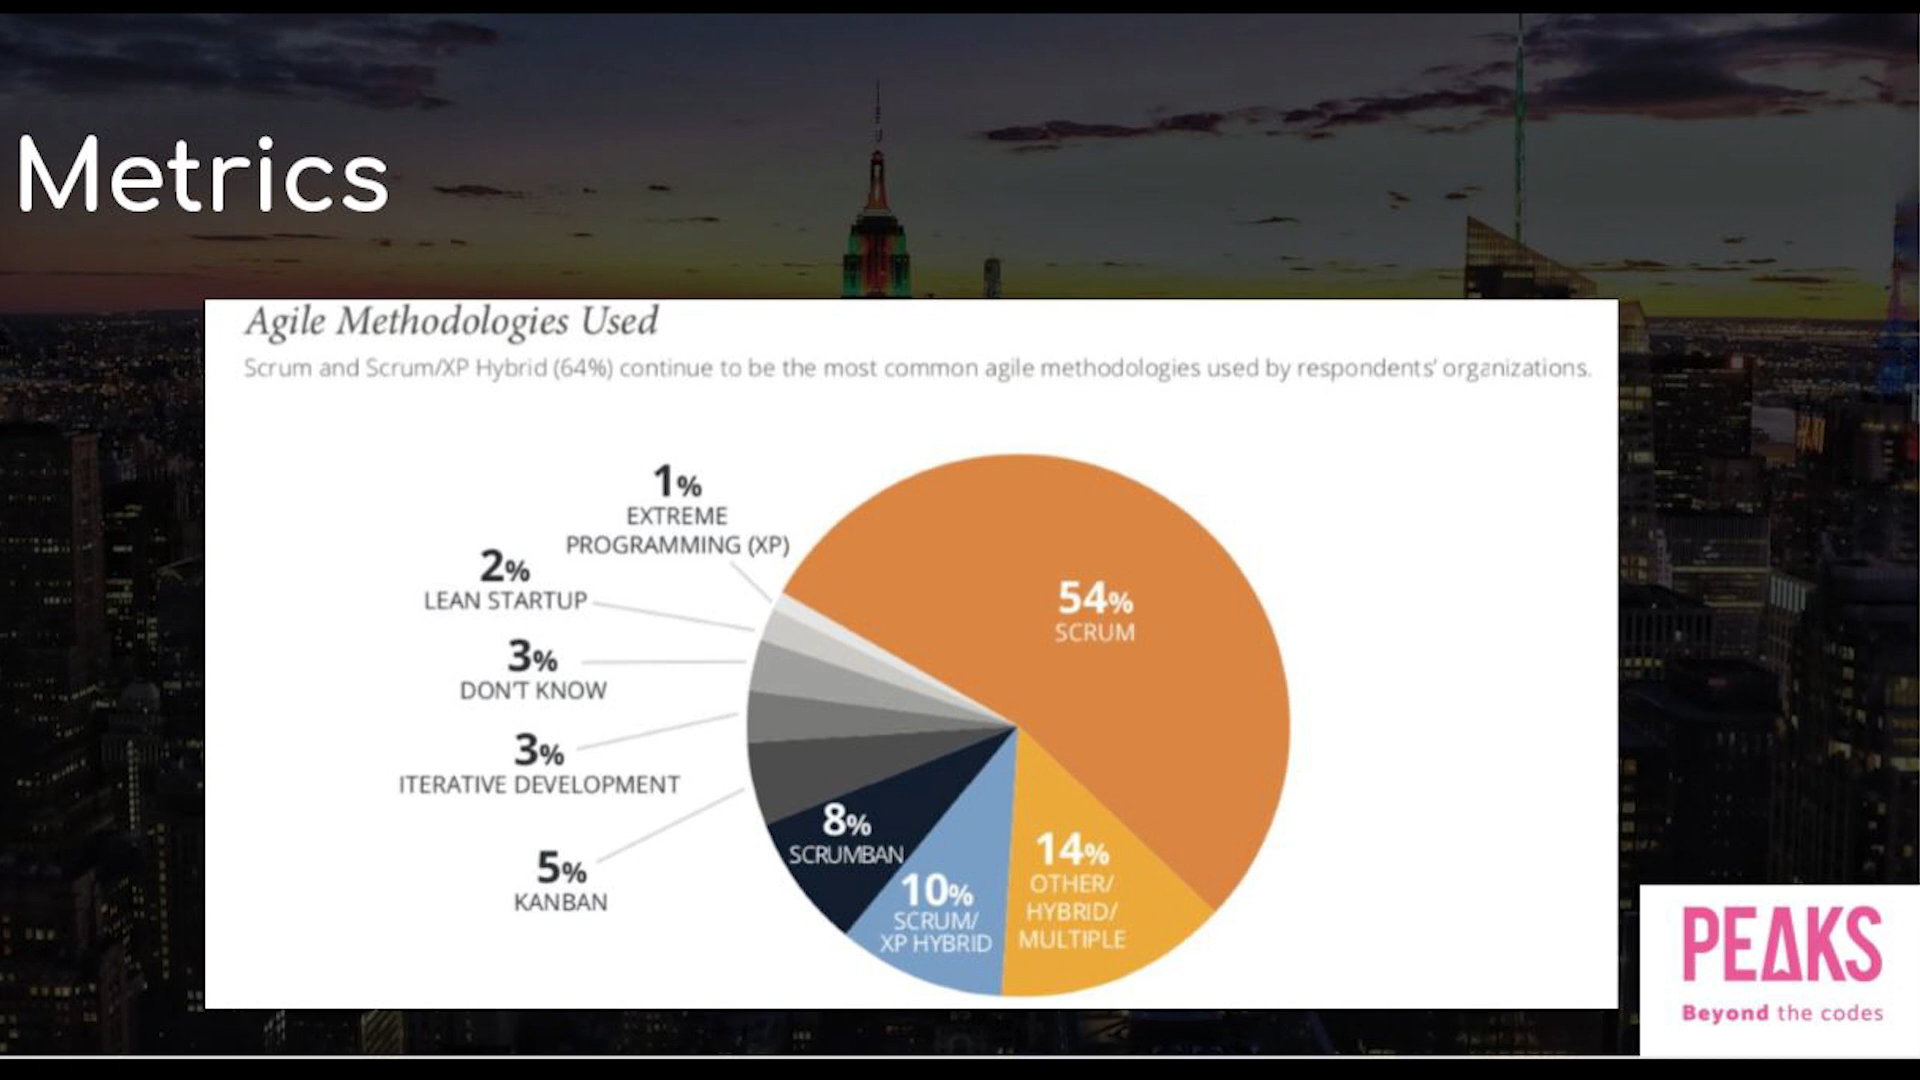 Metrics
Agile Methodologies Used
Scrum and Scrum/XP Hybrid (64%) continue to be the most common agile methodologies used by respondents' organizations.
1%
EXTREME
PROGRAMMING (XP)
2%
LEAN STARTUP
3%
DON'T KNOW
3%
ITERATIVE DEVELOPMENT
5%
KANBAN
54%
SCRUM
8%
SCRUMBAN
10%
SCRUM/
XP HYBRID
14%
OTHER/
HYBRID/
MULTIPLE
PEAKS
Beyond the codes